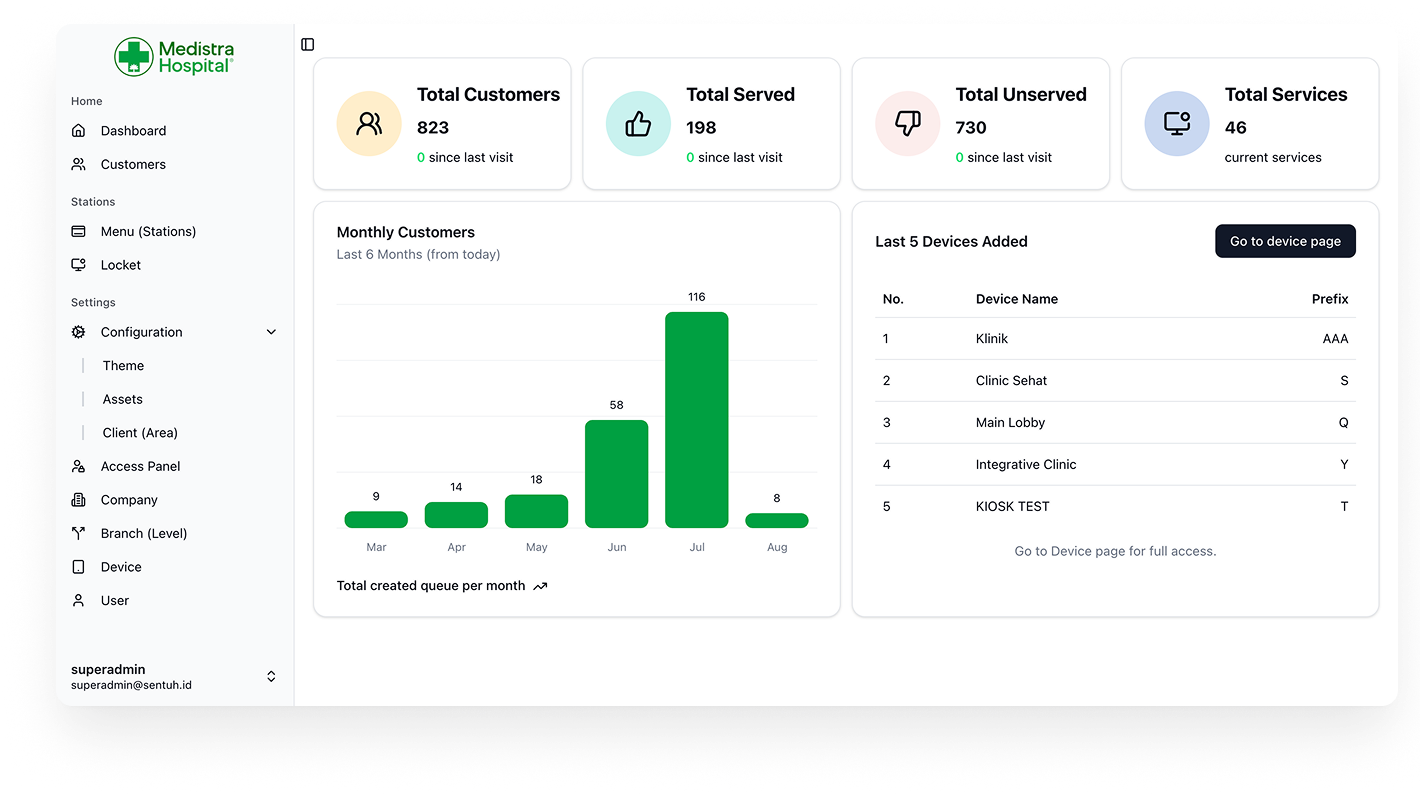 Medistra
Hospital®
Home
Dashboard
Customers
Stations
Menu (Stations)
Locket
Settings
Configuration
Theme
Assets
Client (Area)
Access Panel
Company
Branch (Level)
Device
User
superadmin
superadmin@sentuh.id
Total Customers
823
0 since last visit
Total Served
198
0 since last visit
Total Unserved
730
0 since last visit
Total Services
46
current services
Monthly Customers
Last 6 Months (from today)
9
14
18
58
116
8
Mar Apr May Jun Jul Aug
Total created queue per month
Last 5 Devices Added
Go to device page
No. Device Name Prefix
1 Klinik AAA
2 Clinic Sehat S
3 Main Lobby Q
4 Integrative Clinic Y
5 KIOSK TEST T
Go to Device page for full access.